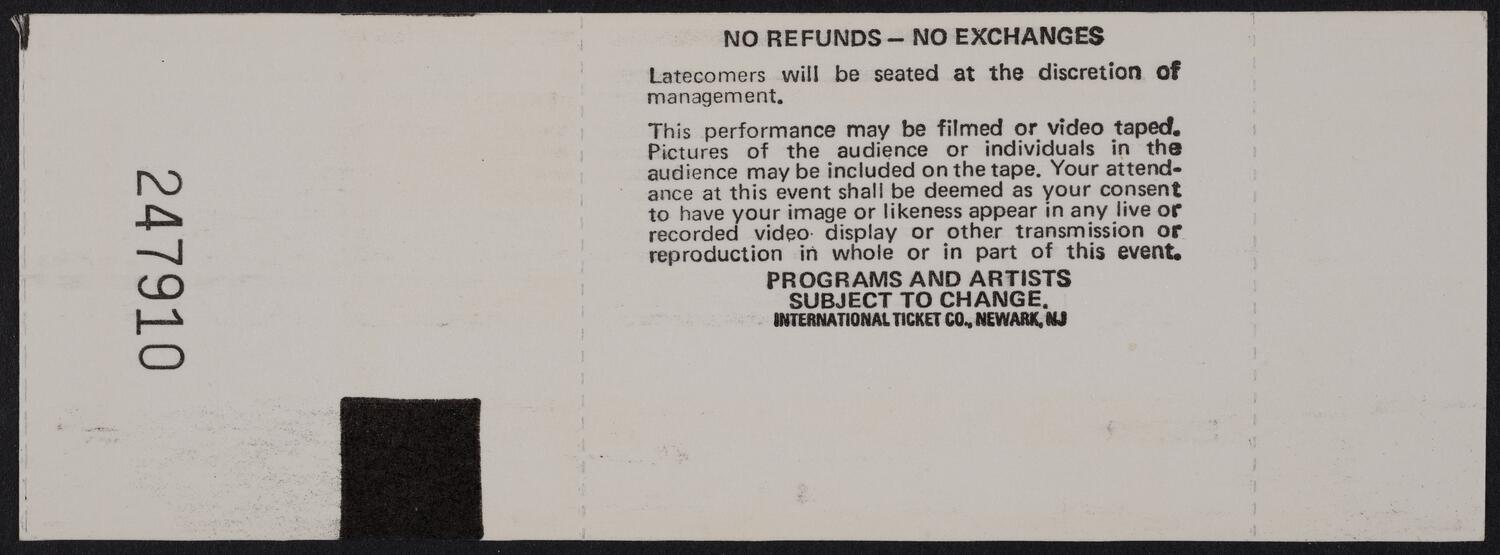 247910
NO REFUNDS – NO EXCHANGES
Latecomers will be seated at the discretion of
management.
This performance may be filmed or video taped.
Pictures of the audience or individuals in the
audience may be included on the tape. Your attend-
ance at this event shall be deemed as your consent
to have your image or likeness appear in any live or
recorded video display or other transmission or
reproduction in whole or in part of this event.
PROGRAMS AND ARTISTS
SUBJECT TO CHANGE.
INTERNATIONAL TICKET CO., NEWARK, NJ